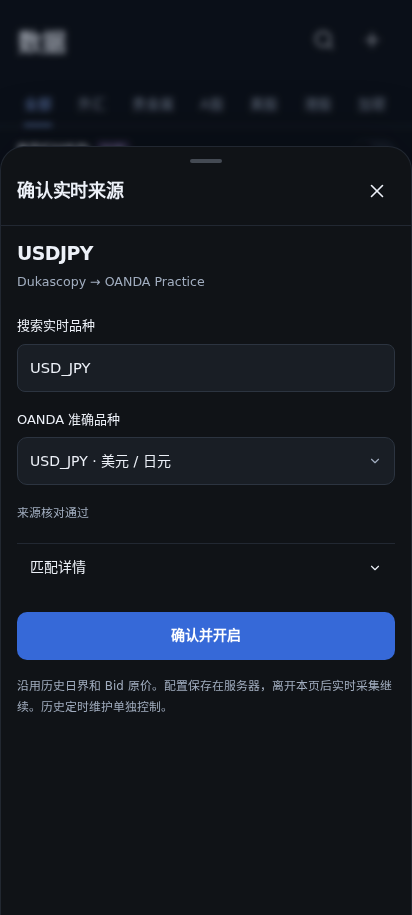 数据
确认实时来源
USDJPY
Dukascopy → OANDA Practice
搜索实时品种
USD_JPY
OANDA 准确品种
USD_JPY · 美元 / 日元
来源核对通过
匹配详情
确认并开启
沿用历史日界和 Bid 原价。配置保存在服务器，离开本页后实时采集继
续。历史定时维护单独控制。